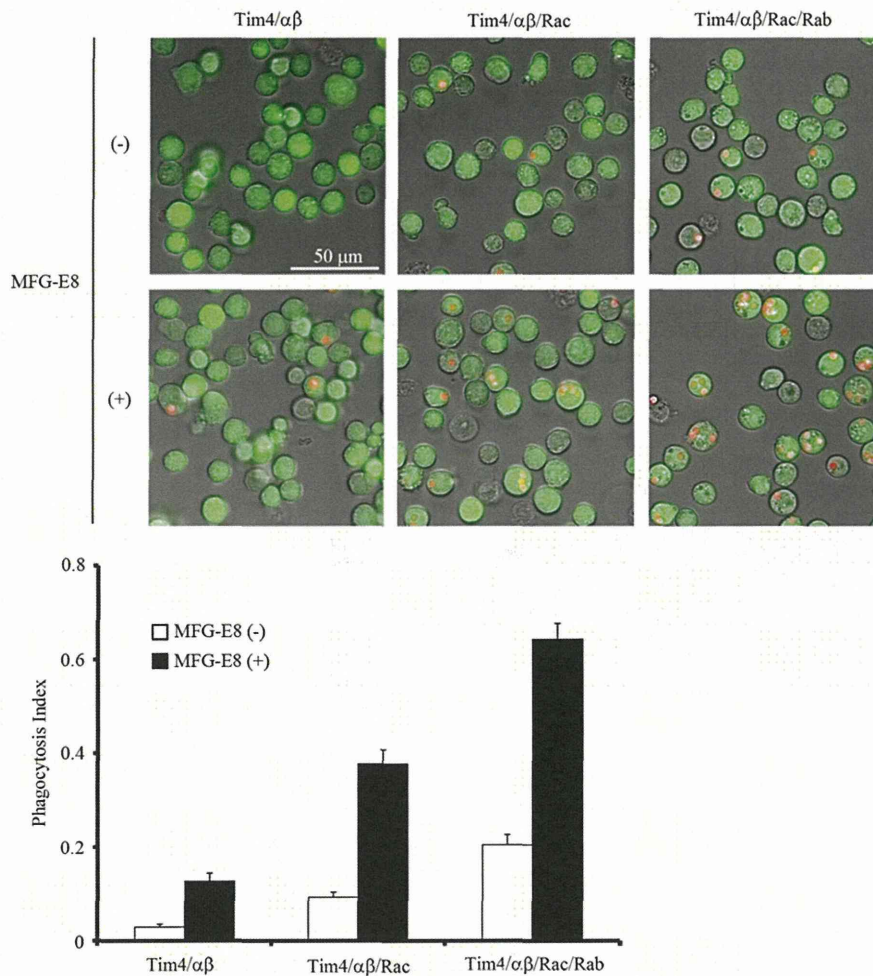 Tim4/αβ
Tim4/αβ/Rac
Tim4/αβ/Rac/Rab
(-)
50 μm
MFG-E8
(+)
0.8
MFG-E8 (-)
MFG-E8 (+)
0.6
Phagocytosis Index
0.4
0.2
0
Tim4/αβ
Tim4/αβ/Rac
Tim4/αβ/Rac/Rab